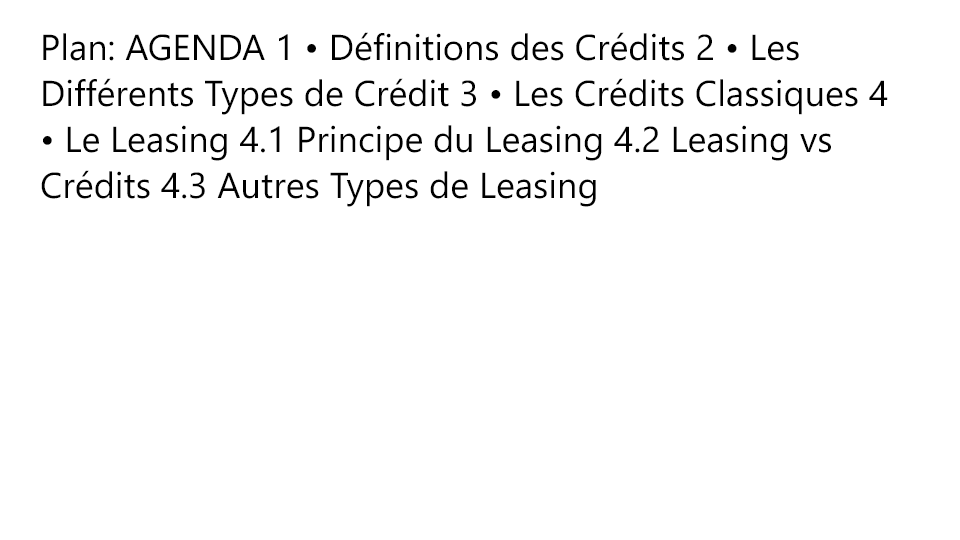 Plan: AGENDA 1 • Définitions des Crédits 2 • Les
Différents Types de Crédit 3 • Les Crédits Classiques 4
• Le Leasing 4.1 Principe du Leasing 4.2 Leasing vs
Crédits 4.3 Autres Types de Leasing